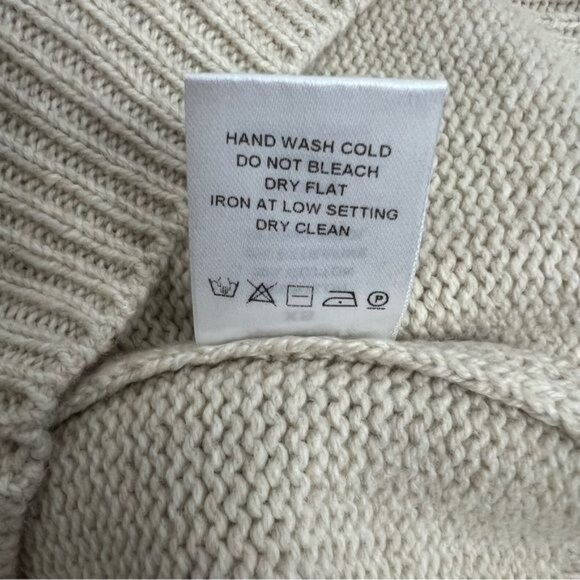 HAND WASH COLD
DO NOT BLEACH
DRY FLAT
IRON AT LOW SETTING
DRY CLEAN
P